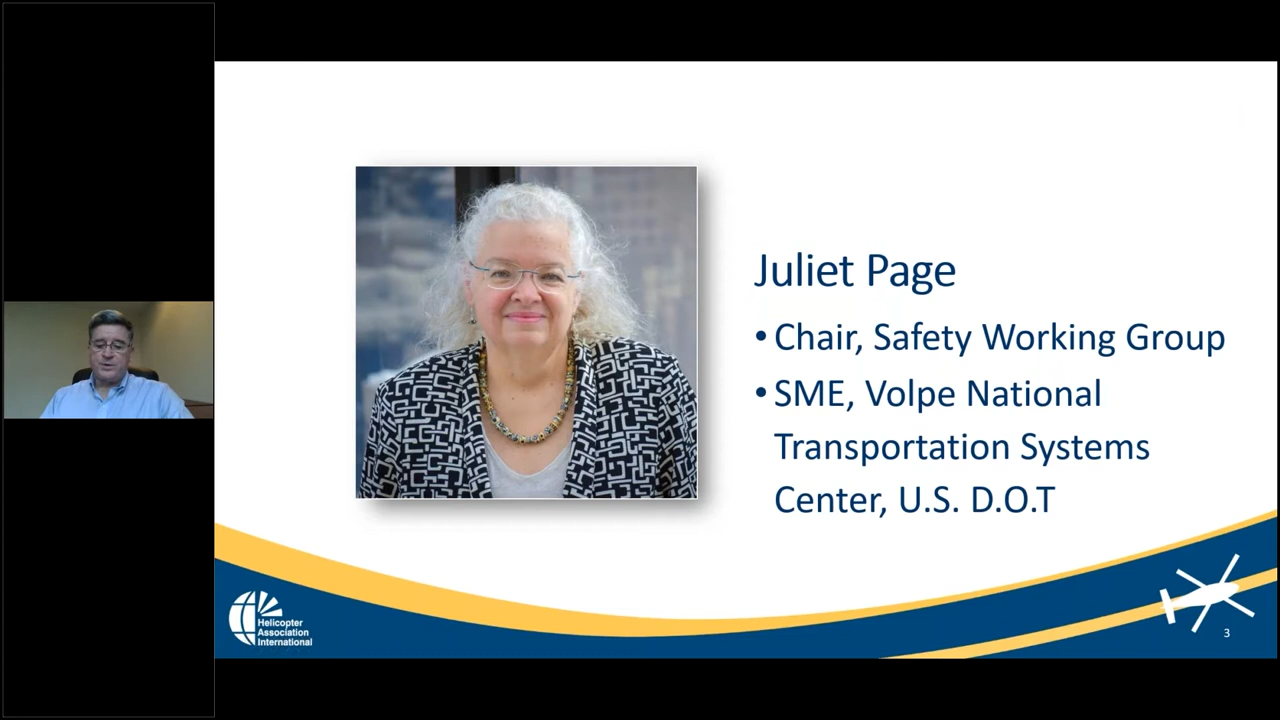 Juliet Page
• Chair, Safety Working Group
• SME, Volpe National
Transportation Systems
Center, U.S. D.O.T
Helicopter
Association
International
3